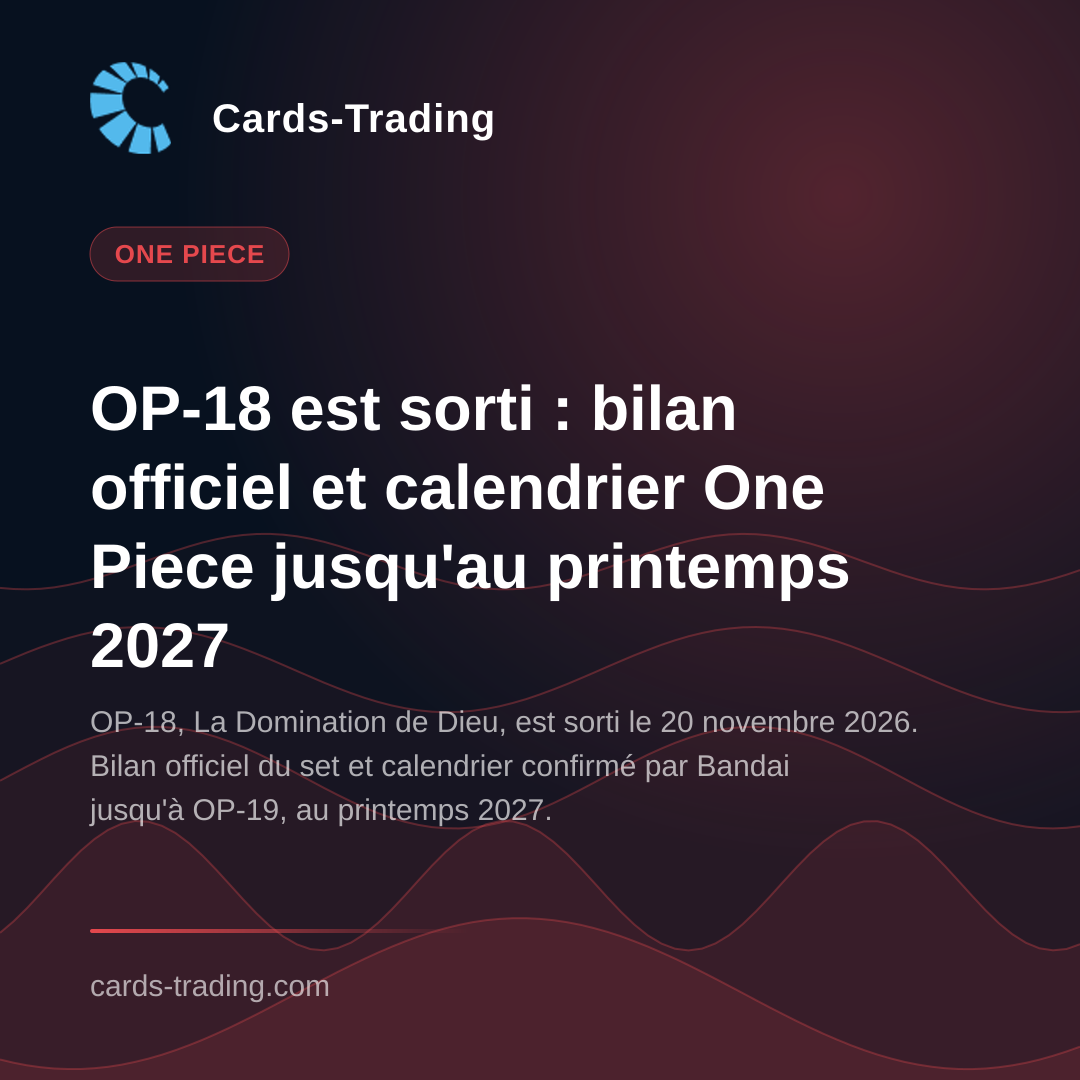 Cards-Trading
ONE PIECE
OP-18 est sorti : bilan
officiel et calendrier One
Piece jusqu'au printemps
2027
OP-18, La Domination de Dieu, est sorti le 20 novembre 2026.
Bilan officiel du set et calendrier confirmé par Bandai
jusqu'à OP-19, au printemps 2027.
cards-trading.com